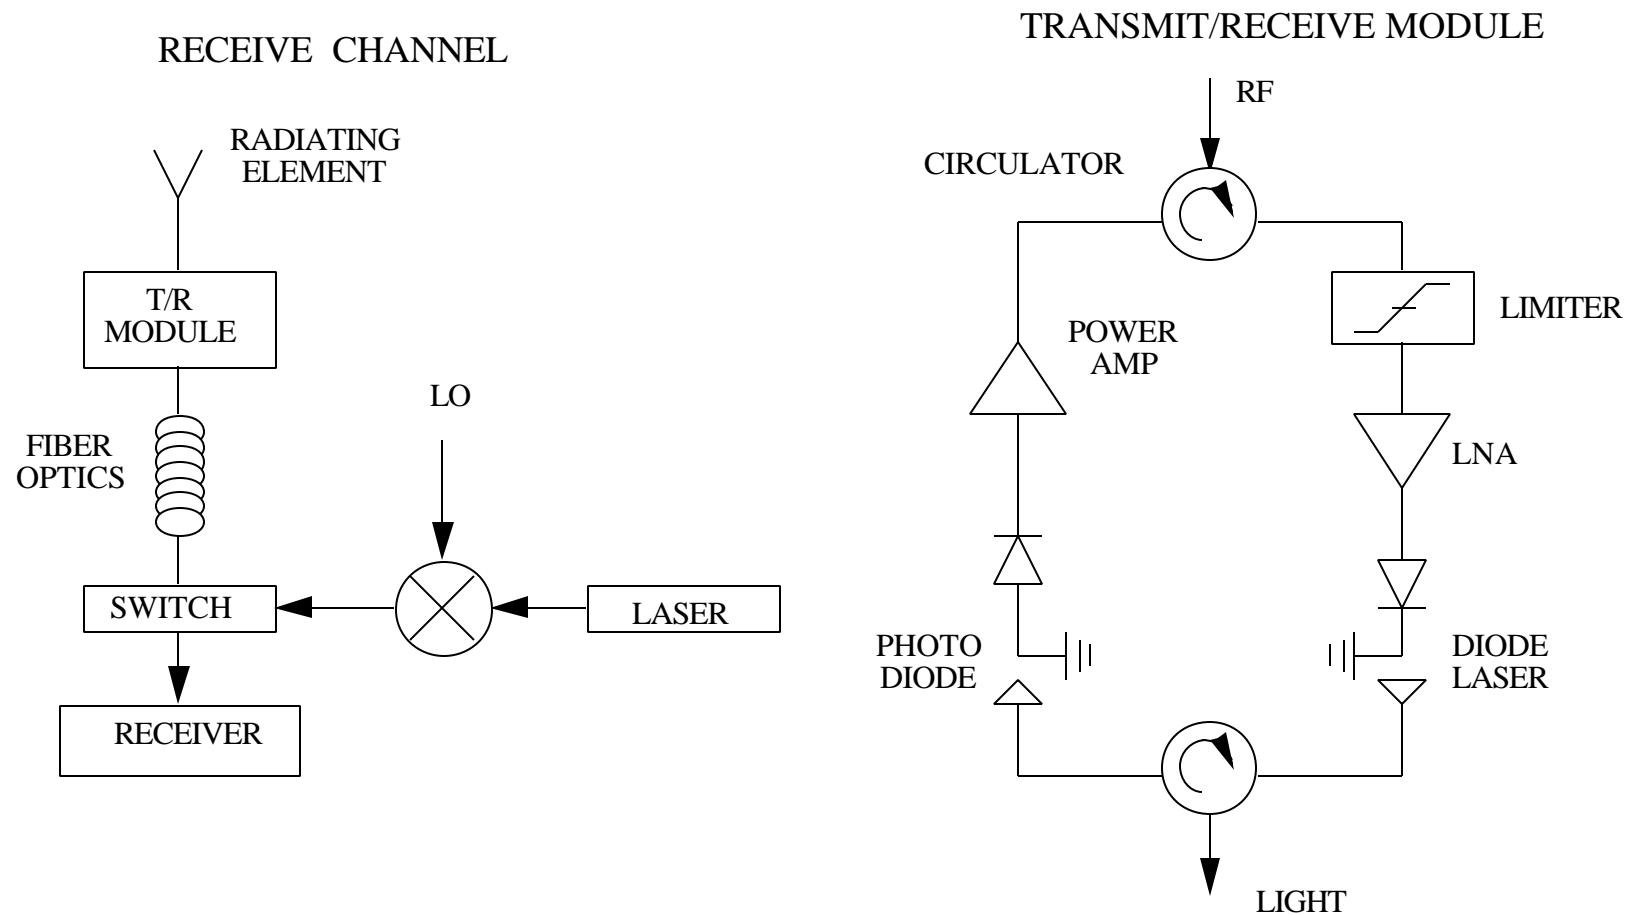 RECEIVE CHANNEL
RADIATING
ELEMENT
T/R
MODULE
FIBER
OPTICS
LO
SWITCH
LASER
RECEIVER
TRANSMIT/RECEIVE MODULE
RF
CIRCULATOR
LIMITER
POWER
AMP
LNA
PHOTO
DIODE
DIODE
LASER
LIGHT